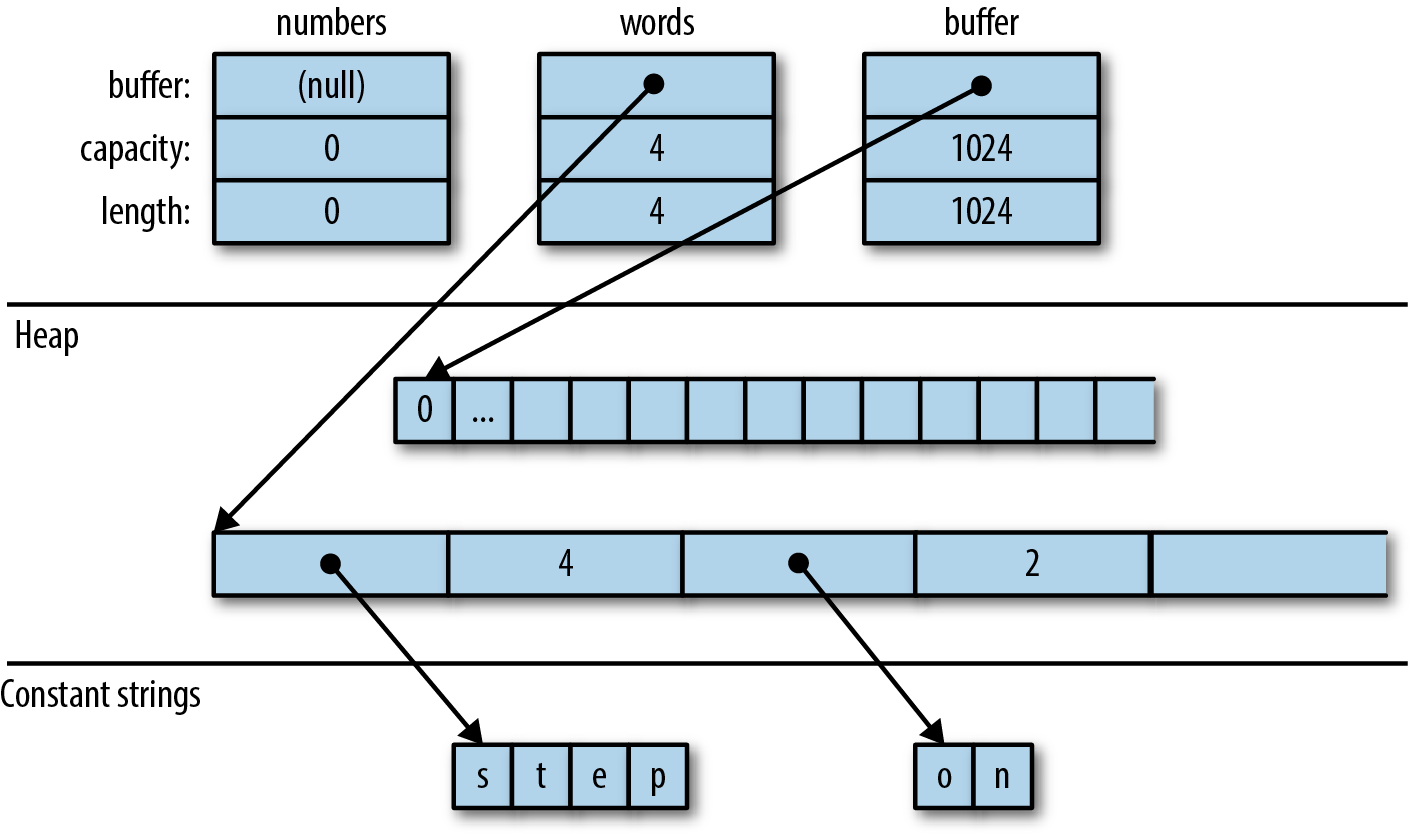 numbers words buffer
buffer: (null)
capacity: 0 4 1024
length: 0 4 1024
Heap
0 ...
4 2
Constant strings
s t e p o n